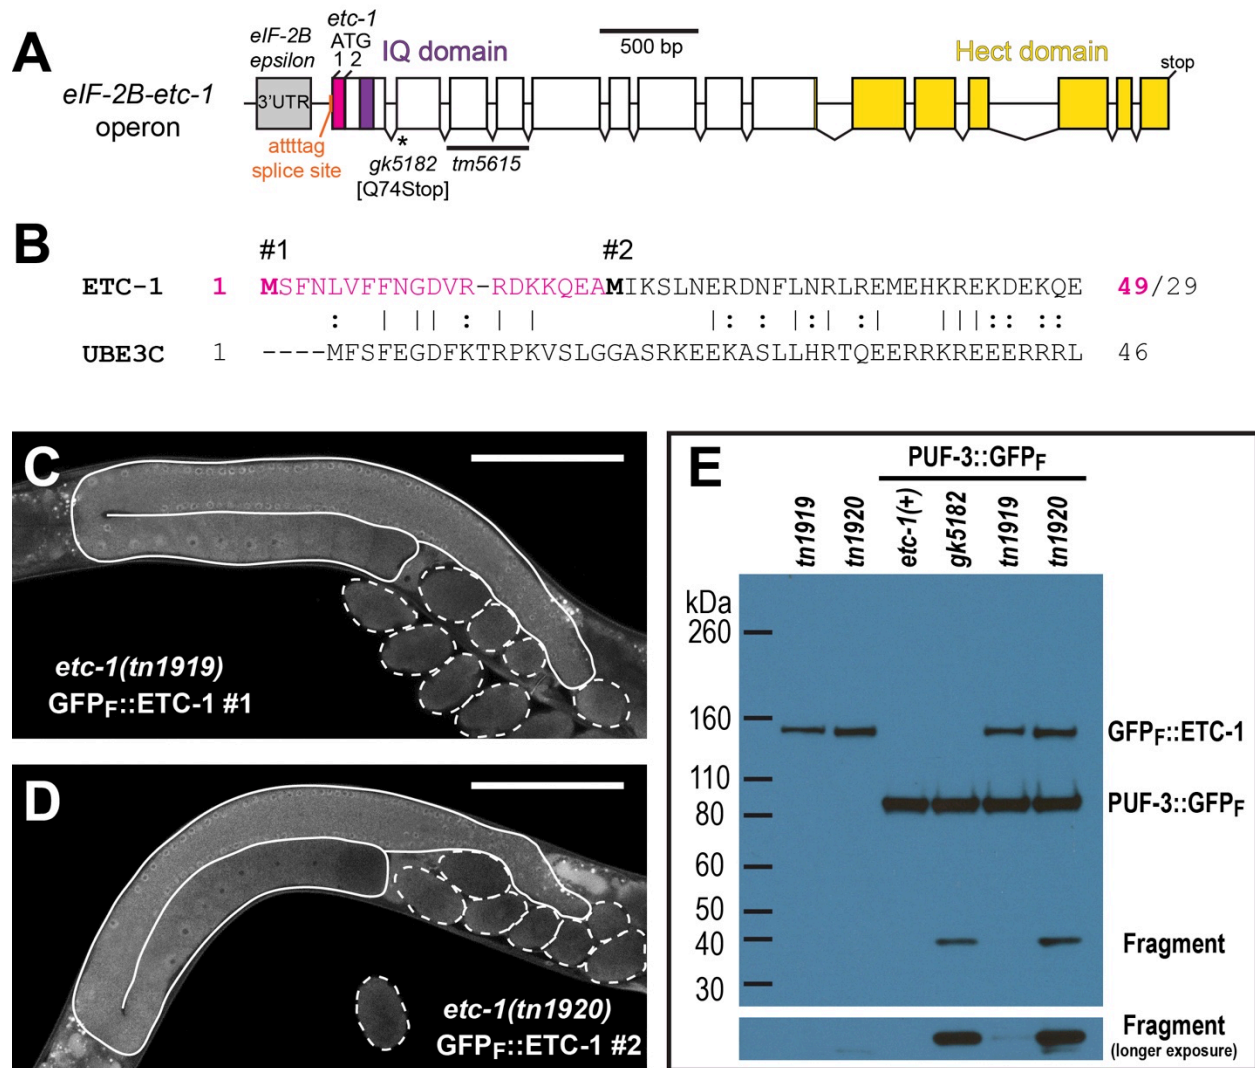 A
eIF-2B epsilon
etc-1
ATG
1 2
IQ domain
500 bp
Hect domain
stop
eIF-2B-etc-1
operon
3'UTR
attttag
splice site
*
gk5182
[Q74Stop]
tm5615
B
#1 #2
ETC-1 1 MSFNLVFFNGDVR-RDKKQEAMIKSLNERDNFLNRLREMEHKREKDEKQE 49/29
: | || : | | |: : |: :| |||:: ::
UBE3C 1 ----MFSFEGDFKTRPKVSLGGASRKEEKASLLHRTQEERRKREEERRRL 46
C
etc-1(tn1919)
GFPF::ETC-1 #1
D
etc-1(tn1920)
GFPF::ETC-1 #2
E
PUF-3::GFPF
tn1919
tn1920
etc-1(+)
gk5182
tn1919
tn1920
kDa
260
160
110
80
60
50
40
30
GFPF::ETC-1
PUF-3::GFPF
Fragment
Fragment
(longer exposure)